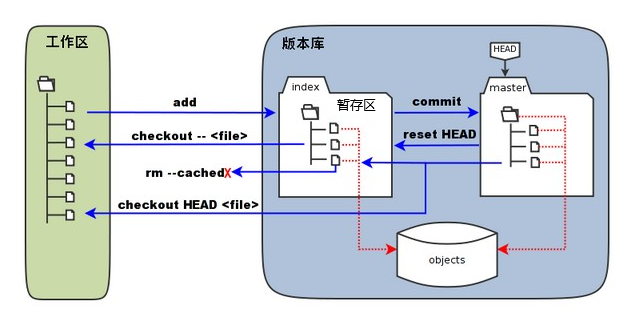 工作区
版本库
HEAD
index
master
暂存区
add
commit
checkout -- <file>
reset HEAD
rm --cached
X
checkout HEAD <file>
objects